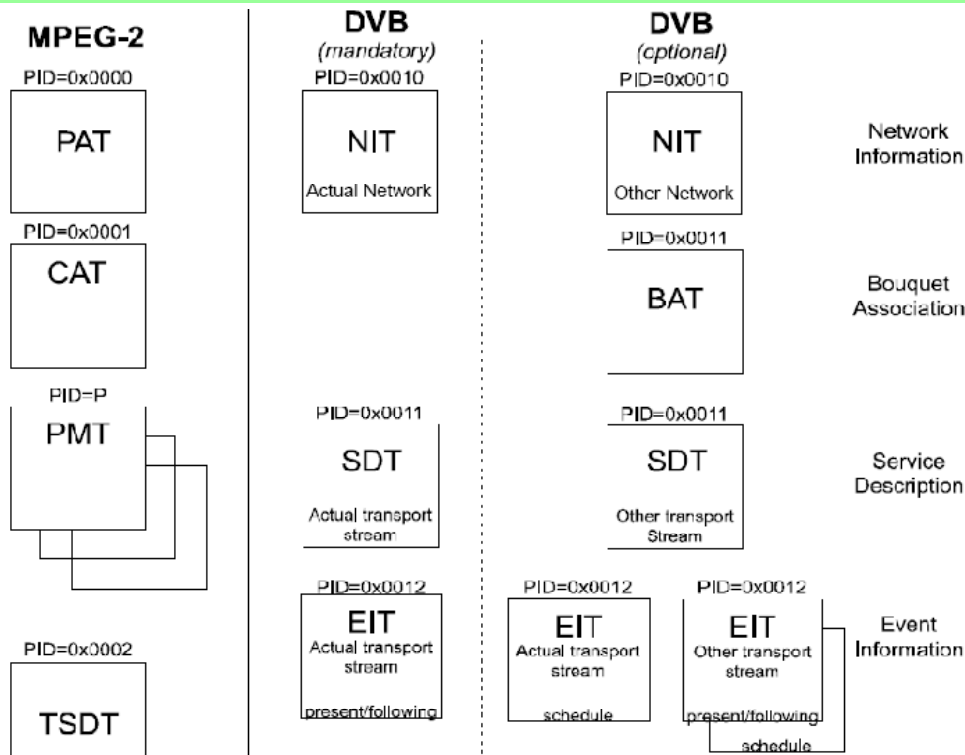 MPEG-2
PID=0x0000
PAT
PID=0x0001
CAT
PID=P
PMT
PID=0x0002
TSDT
DVB
(mandatory)
PID=0x0010
NIT
Actual Network
PID=0x0011
SDT
Actual transport
stream
PID=0x0012
EIT
Actual transport
stream
present/following
DVB
(optional)
PID=0x0010
NIT
Other Network
PID=0x0011
BAT
PID=0x0011
SDT
Other transport
Stream
PID=0x0012
EIT
Actual transport
stream
schedule
PID=0x0012
EIT
Other transport
stream
present/following
schedule
Network
Information
Bouquet
Association
Service
Description
Event
Information